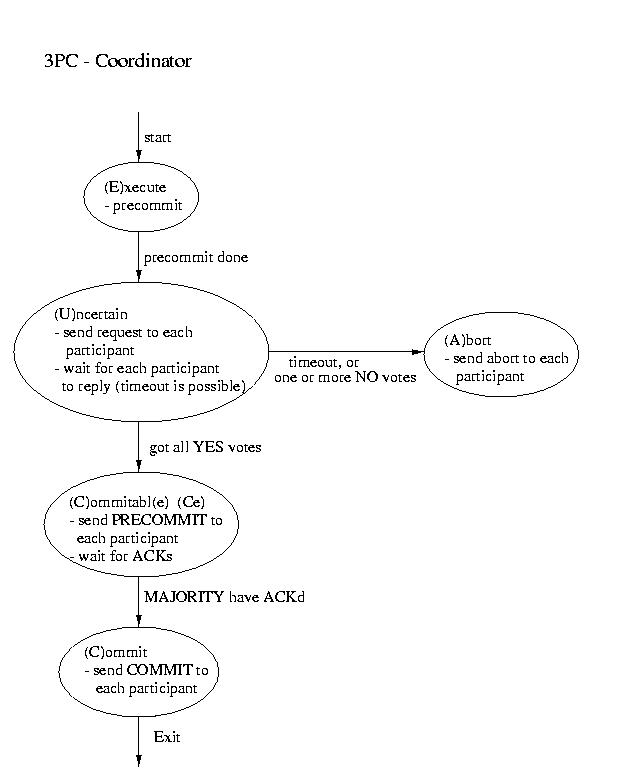 3PC - Coordinator
start
(E)xecute
- precommit
precommit done
(U)ncertain
- send request to each
participant
- wait for each participant
to reply (timeout is possible)
timeout, or
one or more NO votes
(A)bort
- send abort to each
participant
got all YES votes
(C)ommitabl(e) (Ce)
- send PRECOMMIT to
each participant
- wait for ACKs
MAJORITY have ACKd
(C)ommit
- send COMMIT to
each participant
Exit